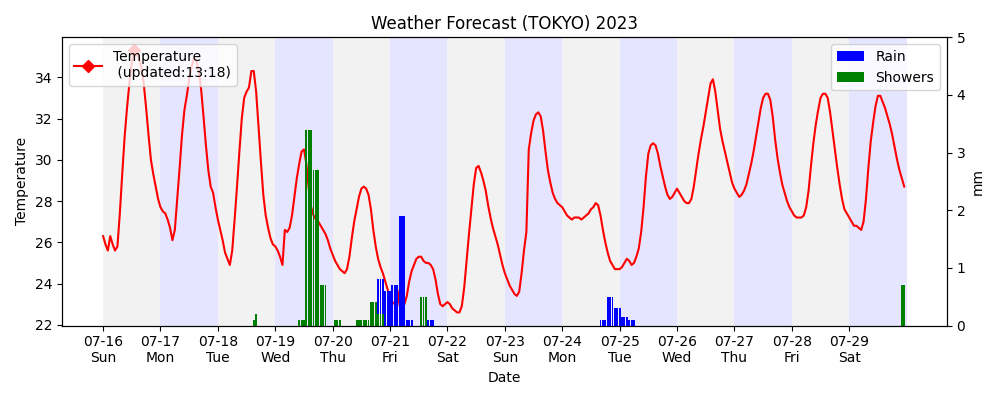 Weather Forecast (TOKYO) 2023
Temperature
(updated:13:18)
Rain
Showers
Temperature
34
32
30
28
26
24
22
5
4
3
2
1
0
mm
07-16 07-17 07-18 07-19 07-20 07-21 07-22 07-23 07-24 07-25 07-26 07-27 07-28 07-29
Sun Mon Tue Wed Thu Fri Sat Sun Mon Tue Wed Thu Fri Sat
Date